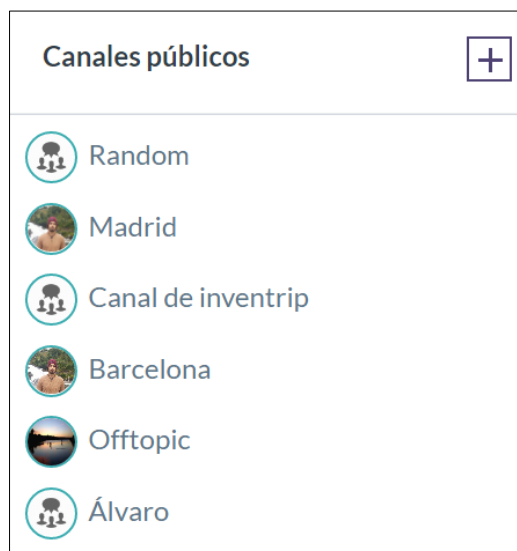 Canales públicos
Random
Madrid
Canal de inventrip
Barcelona
Offtopic
Álvaro